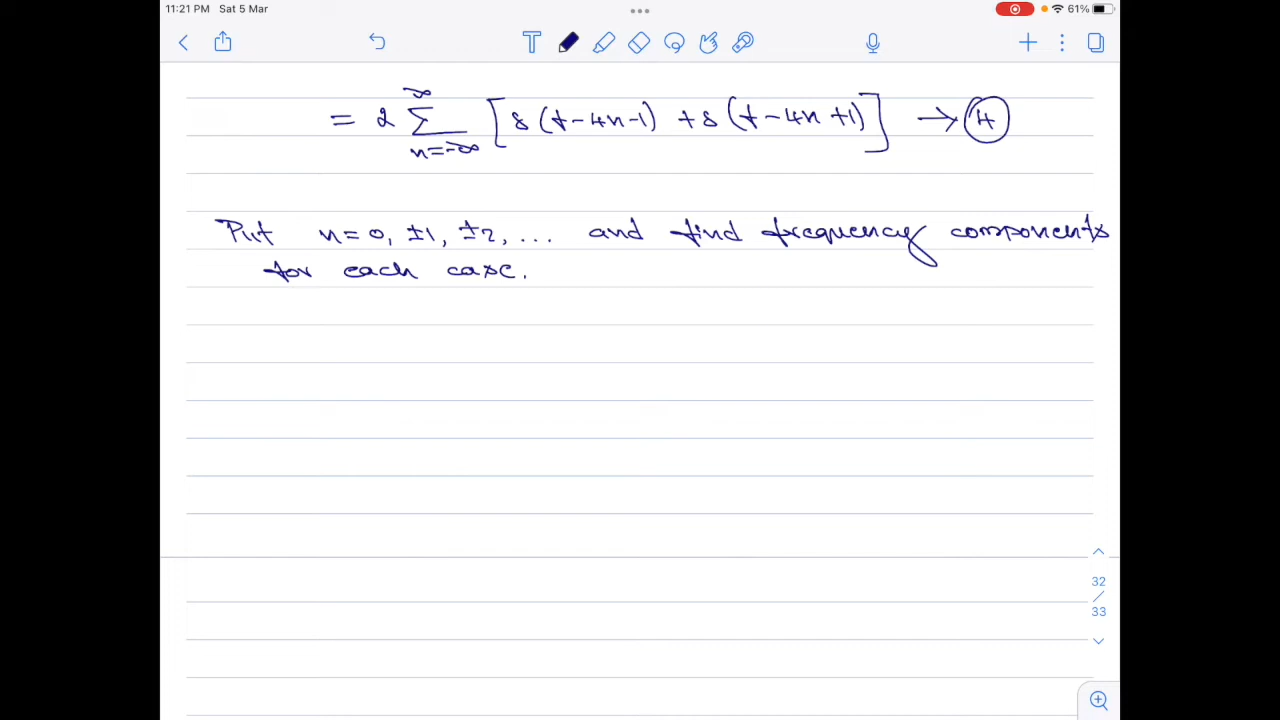 11:21 PM Sat 5 Mar 61%
= 2 ∑_{n=-∞}^{∞} [δ(f-4n-1) + δ(f-4n+1)] → ④
Put n=0, ±1, ±2, ... and find frequency components
for each case.
32
/
33